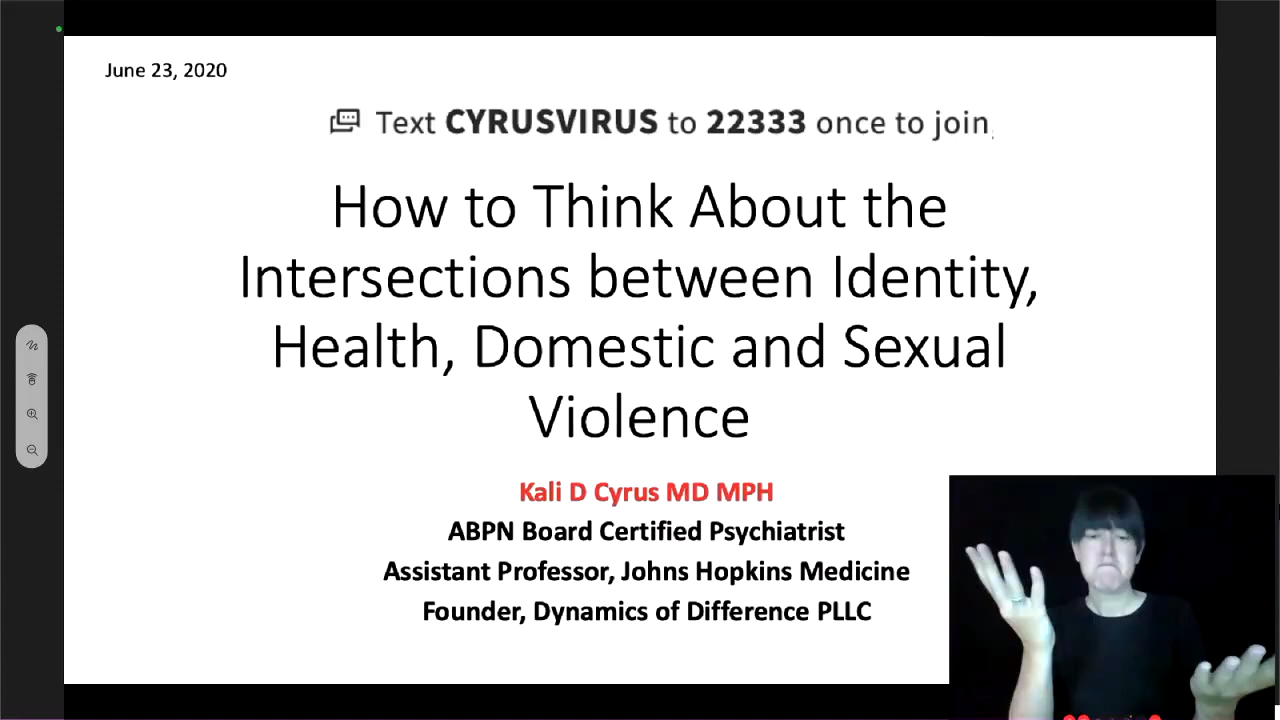 June 23, 2020
Text CYRUSVIRUS to 22333 once to join
How to Think About the
Intersections between Identity,
Health, Domestic and Sexual
Violence
Kali D Cyrus MD MPH
ABPN Board Certified Psychiatrist
Assistant Professor, Johns Hopkins Medicine
Founder, Dynamics of Difference PLLC